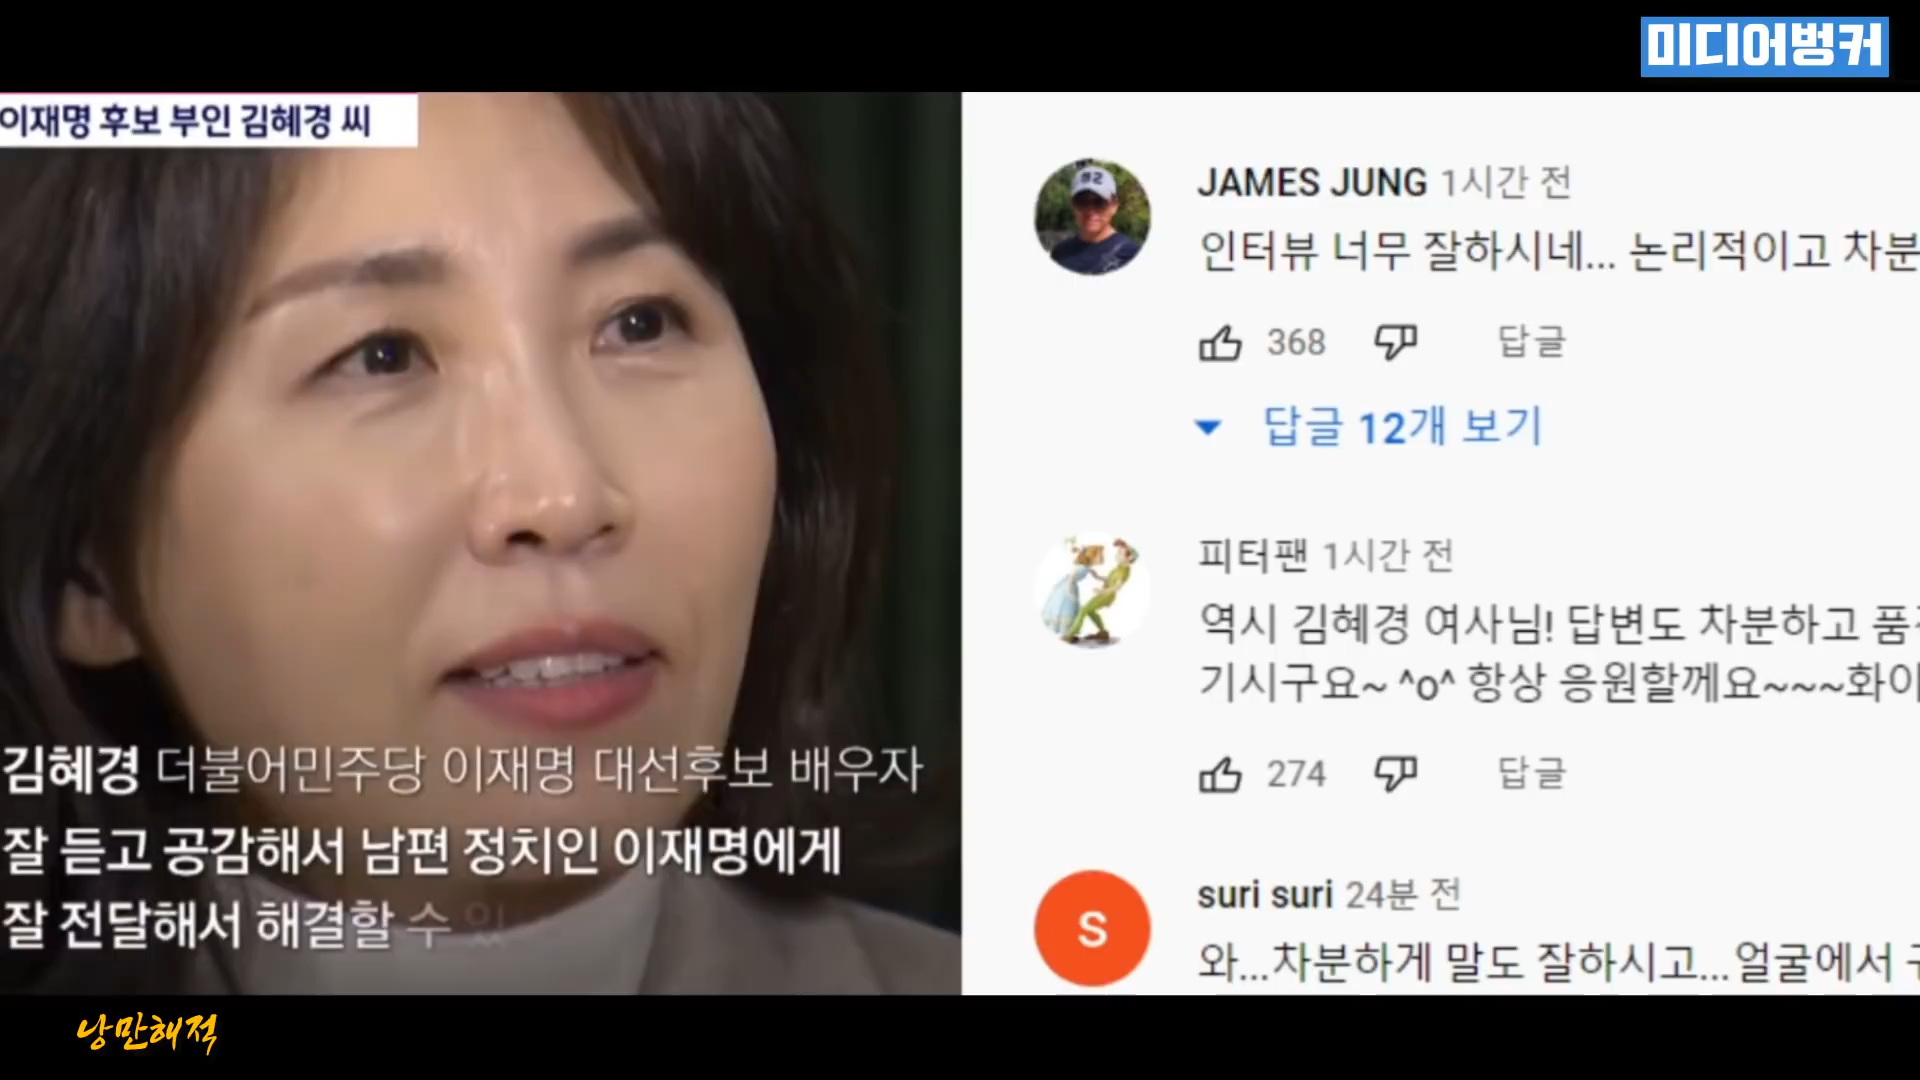 미디어벙커
이재명 후보 부인 김혜경 씨
김혜경 더불어민주당 이재명 대선후보 배우자
잘 듣고 공감해서 남편 정치인 이재명에게
잘 전달해서 해결할 수 있
JAMES JUNG 1시간 전
인터뷰 너무 잘하시네... 논리적이고 차분
368 답글
답글 12개 보기
피터팬 1시간 전
역시 김혜경 여사님! 답변도 차분하고
기시구요~ ^o^ 항상 응원할께요~~~화이
274 답글
S
suri suri 24분 전
와...차분하게 말도 잘하시고...얼굴에서
낭만해적